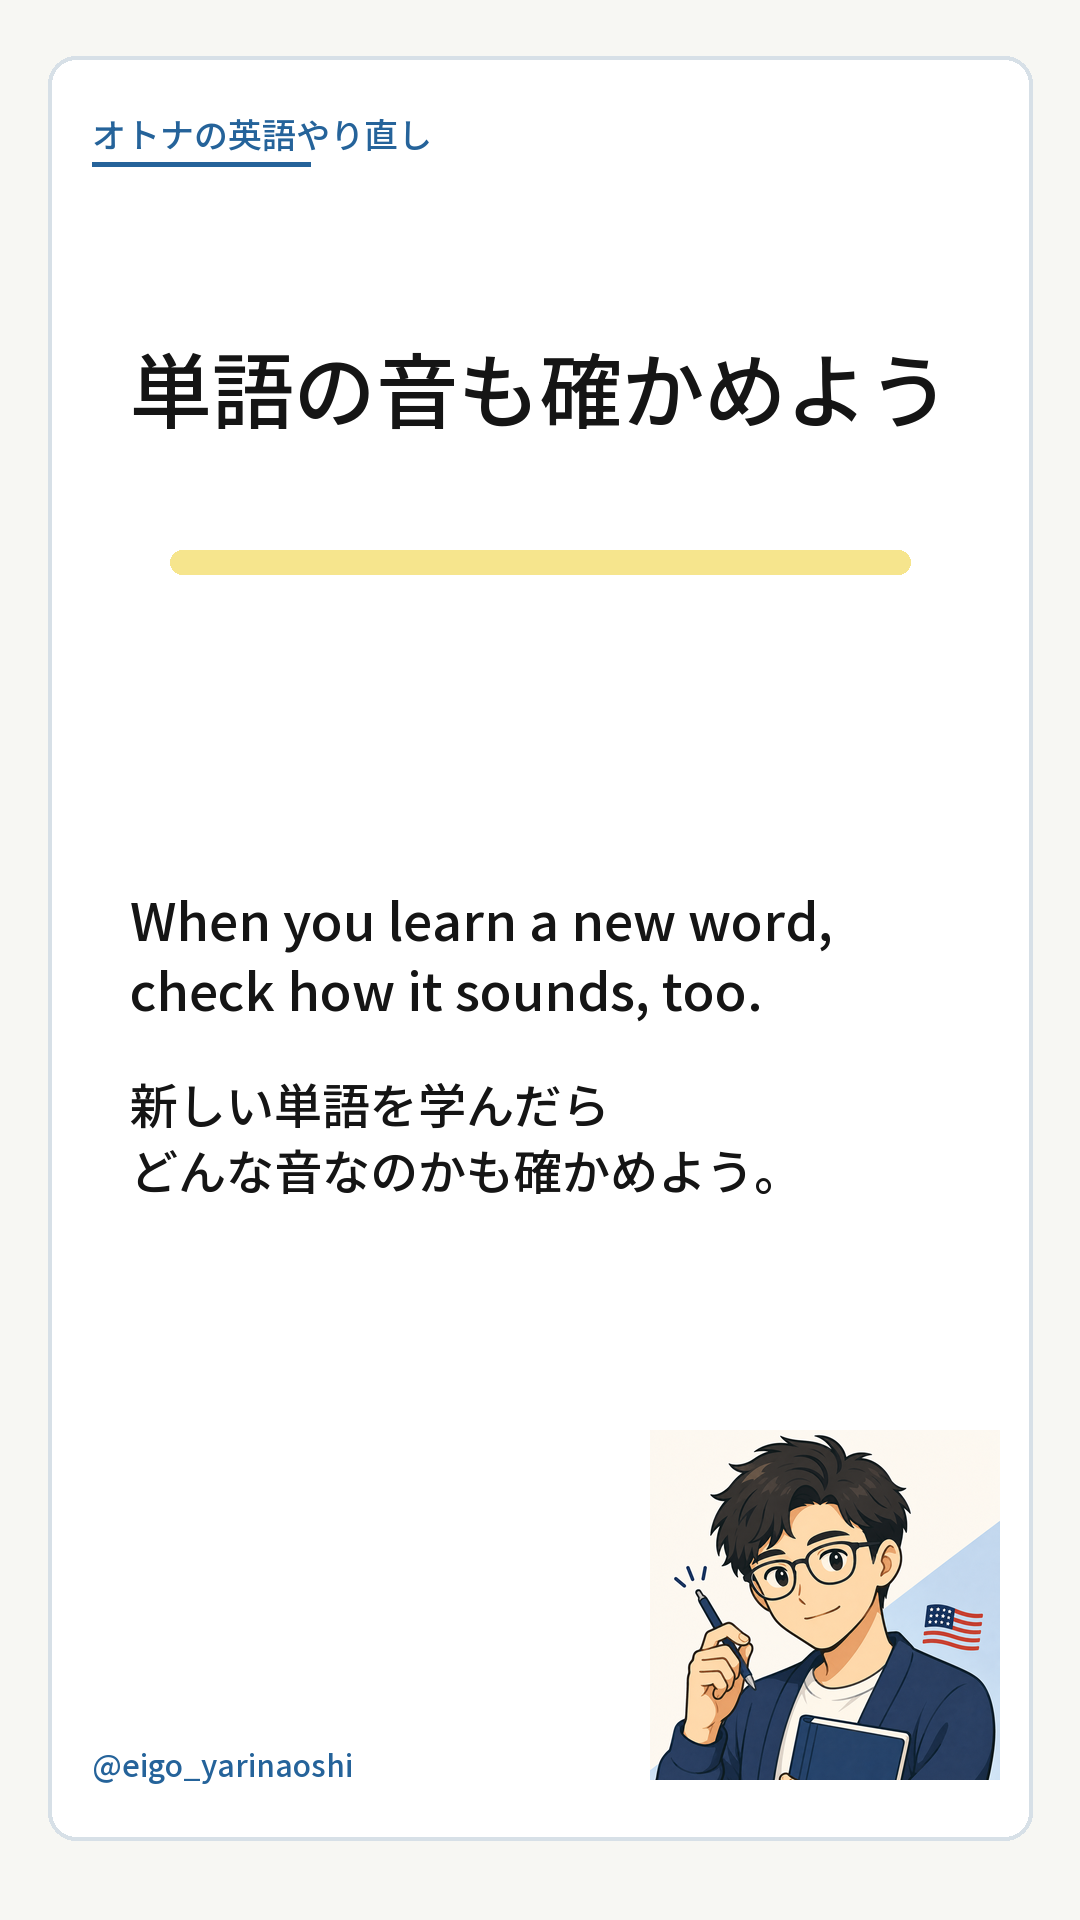 オトナの英語やり直し
単語の音も確かめよう
When you learn a new word,
check how it sounds, too.
新しい単語を学んだら
どんな音なのかも確かめよう。
@eigo_yarinaoshi